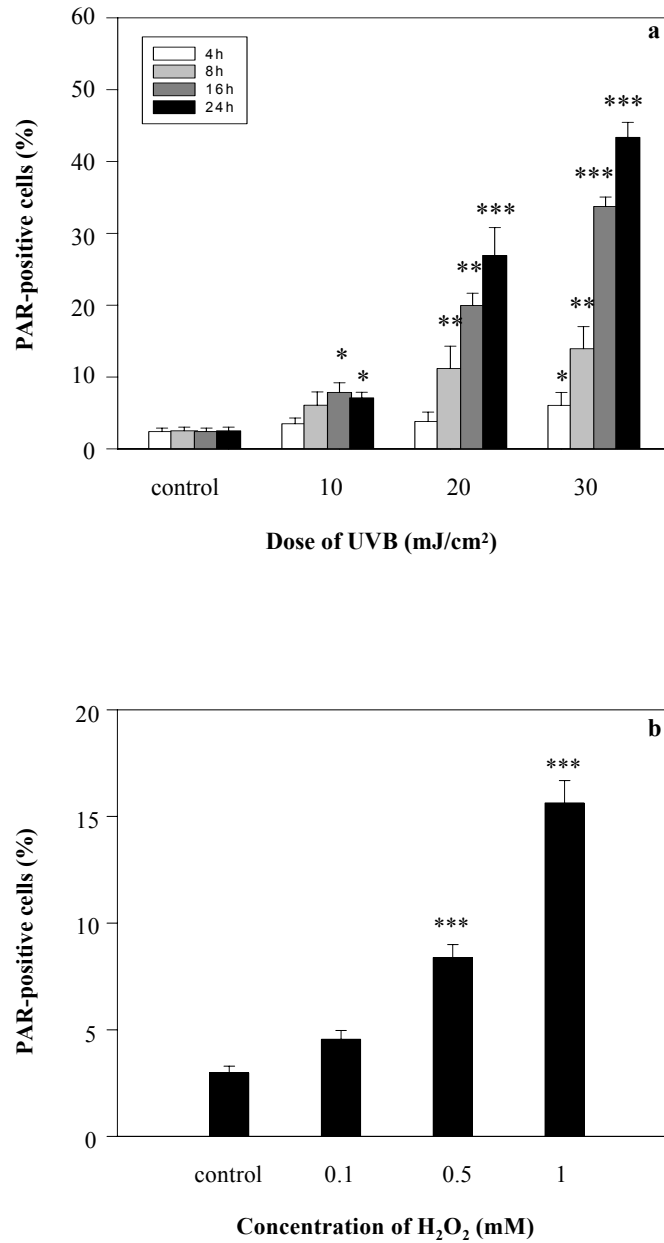 60
a
4h
8h
16h
24h
50
***
40
***
***
30
**
20
**
**
*
10
*
*
0
control 10 20 30
PAR-positive cells (%)
Dose of UVB (mJ/cm²)
20
b
***
15
***
10
5
0
control 0.1 0.5 1
PAR-positive cells (%)
Concentration of H₂O₂ (mM)